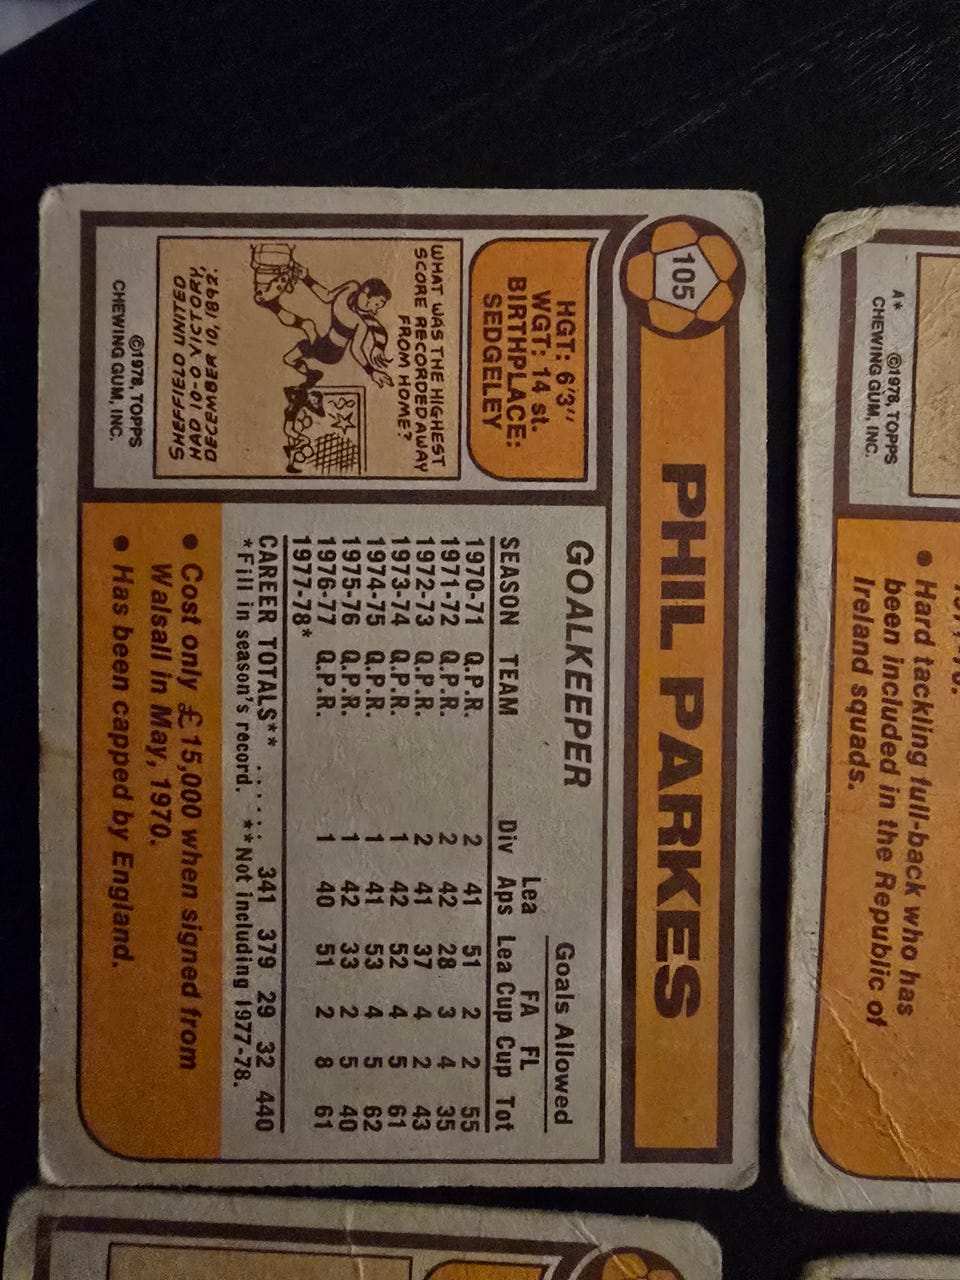 105
PHIL PARKES
HGT: 6'3"
WGT: 14 st.
BIRTHPLACE:
SEDGELEY
WHAT WAS THE HIGHEST
SCORE RECORDED AWAY
FROM HOME?
SHEFFIELD UNITED
HAD 10-0 VICTORY,
DECEMBER 10, 1892.
©1978, TOPPS
CHEWING GUM, INC.
GOALKEEPER
Goals Allowed
Lea FA FL
SEASON TEAM Div Aps Lea Cup Cup Tot
1970-71 Q.P.R. 2 41 51 2 2 55
1971-72 Q.P.R. 2 42 28 3 4 35
1972-73 Q.P.R. 2 41 37 4 2 43
1973-74 Q.P.R. 1 42 52 4 5 61
1974-75 Q.P.R. 1 41 53 4 5 62
1975-76 Q.P.R. 1 42 33 2 5 40
1976-77 Q.P.R. 1 40 51 2 8 61
1977-78*
CAREER TOTALS** ...... 341 379 29 32 440
*Fill in season's record. **Not including 1977-78.
● Cost only £15,000 when signed from
Walsall in May, 1970.
● Has been capped by England.
A* ©1978, TOPPS
CHEWING GUM, INC.
● Hard tackling full-back who has
been included in the Republic of
Ireland squads.